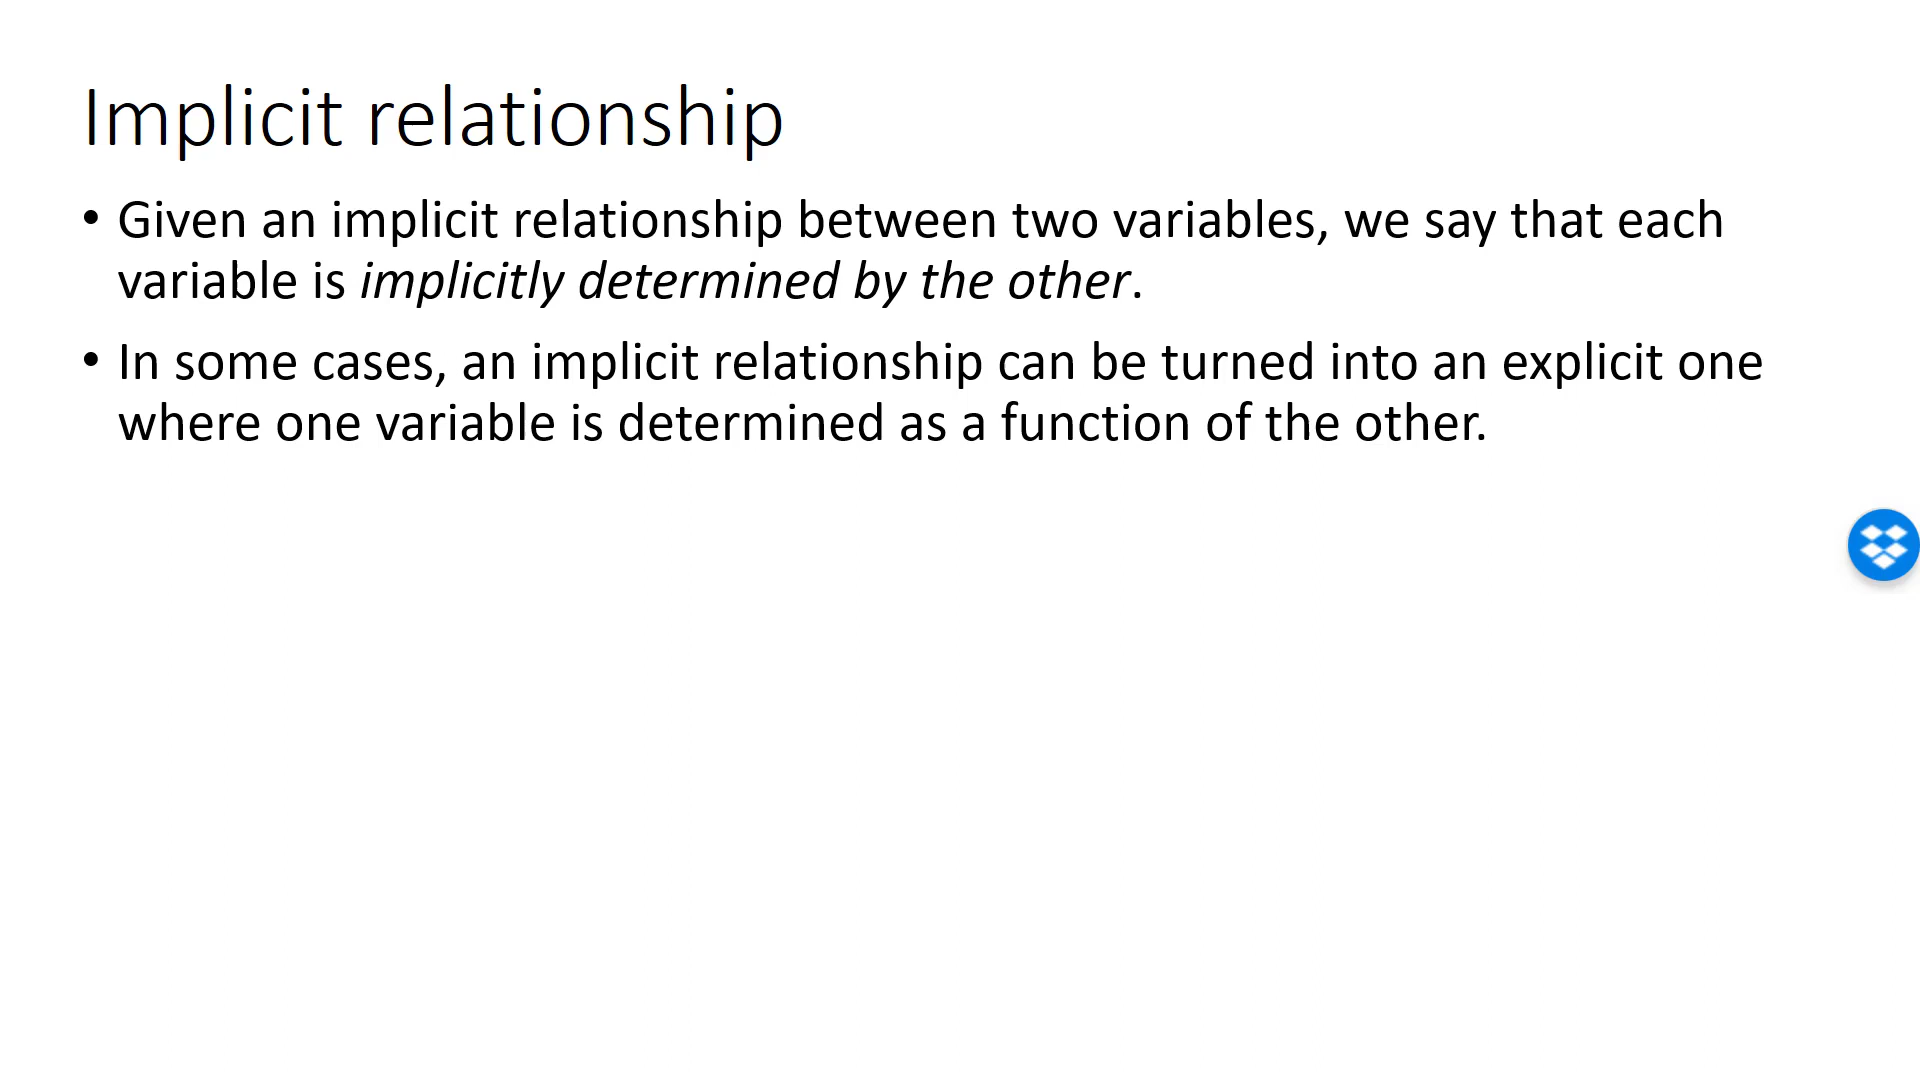 Implicit relationship
• Given an implicit relationship between two variables, we say that each
variable is implicitly determined by the other.
• In some cases, an implicit relationship can be turned into an explicit one
where one variable is determined as a function of the other.